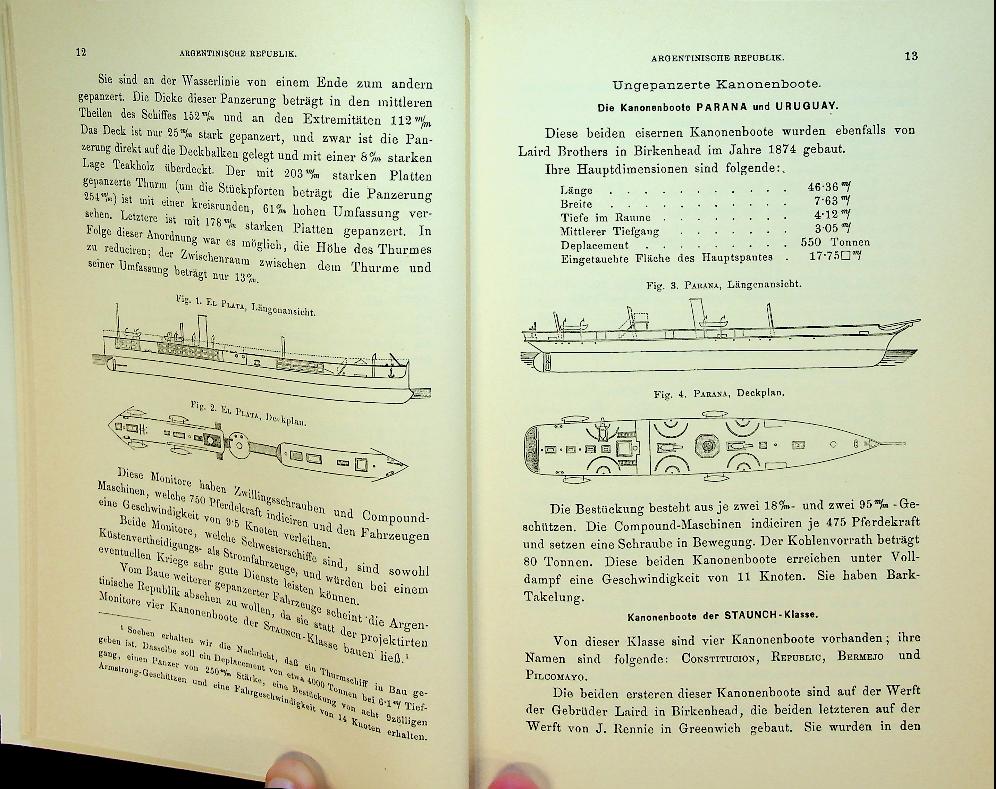 12
ARGENTINISCHE REPUBLIK.
Sie sind an der Wasserlinie von einem Ende zum andern
gepanzert. Die Dicke dieser Panzerung beträgt in den mittleren
Theilen des Schiffes 152 m/m und an den Extremitäten 112 m/m
Das Deck ist nur 25 m/m stark gepanzert, und zwar ist die Pan-
zerung direkt auf die Deckbalken gelegt und mit einer 8 c/m starken
Lage Teakholz überdeckt. Der mit 203 m/m starken Platten
gepanzerte Thurm (um die Stückpforten beträgt die Panzerung
254 m/m) ist mit einer kreisrunden, 61 c/m hohen Umfassung ver-
sehen. Letztere ist mit 178 m/m starken Platten gepanzert. In
Folge dieser Anordnung war es möglich, die Höhe des Thurmes
zu reduciren; der Zwischenraum zwischen dem Thurme und
seiner Umfassung beträgt nur 13 c/m.
Fig. 1. EL PLATA, Längenansicht.
Fig. 2. EL PLATA, Deckplan.
Diese Monitore haben Zwillingsschrauben und Compound-
Maschinen, welche 750 Pferdekraft indiciren und den Fahrzeugen
eine Geschwindigkeit von 9·5 Knoten verleihen.
Beide Monitore, welche Schwesterschiffe sind, sind sowohl
Küstenvertheidigungs- als Stromfahrzeuge, und würden bei einem
eventuellen Kriege sehr gute Dienste leisten können.
Vom Baue weiterer gepanzerter Fahrzeuge scheint die Argen-
tinische Republik absehen zu wollen, da sie statt der projektirten
Monitore vier Kanonenboote der STAUNCH-Klasse bauen ließ.¹
¹ Soeben erhalten wir die Nachricht, daß ein Thurmschiff in Bau ge-
geben ist. Dasselbe soll ein Deplacement von etwa 4000 Tonnen bei 6·1 m/ Tief-
gang, einen Panzer von 250 m/m Stärke, eine Bestückung von acht 9zölligen
Armstrong-Geschützen und eine Fahrgeschwindigkeit von 14 Knoten erhalten.
ARGENTINISCHE REPUBLIK.
13
Ungepanzerte Kanonenboote.
Die Kanonenboote PARANA und URUGUAY.
Diese beiden eisernen Kanonenboote wurden ebenfalls von
Laird Brothers in Birkenhead im Jahre 1874 gebaut.
Ihre Hauptdimensionen sind folgende:
Länge . . . . . . . . . . . 46·36 m/
Breite . . . . . . . . . . . 7·63 m/
Tiefe im Raume . . . . . . . . 4·12 m/
Mittlerer Tiefgang . . . . . . . 3·05 m/
Deplacement . . . . . . . . . 550 Tonnen
Eingetauchte Fläche des Hauptspantes . 17·75□ m/
Fig. 3. PARANA, Längenansicht.
Fig. 4. PARANA, Deckplan.
Die Bestückung besteht aus je zwei 18 c/m- und zwei 95 m/m-Ge-
schützen. Die Compound-Maschinen indiciren je 475 Pferdekraft
und setzen eine Schraube in Bewegung. Der Kohlenvorrath beträgt
80 Tonnen. Diese beiden Kanonenboote erreichen unter Voll-
dampf eine Geschwindigkeit von 11 Knoten. Sie haben Bark-
Takelung.
Kanonenboote der STAUNCH-Klasse.
Von dieser Klasse sind vier Kanonenboote vorhanden; ihre
Namen sind folgende: CONSTITUCION, REPUBLIC, BERMEJO und
PILCOMAYO.
Die beiden ersteren dieser Kanonenboote sind auf der Werft
der Gebrüder Laird in Birkenhead, die beiden letzteren auf der
Werft von J. Rennie in Greenwich gebaut. Sie wurden in den